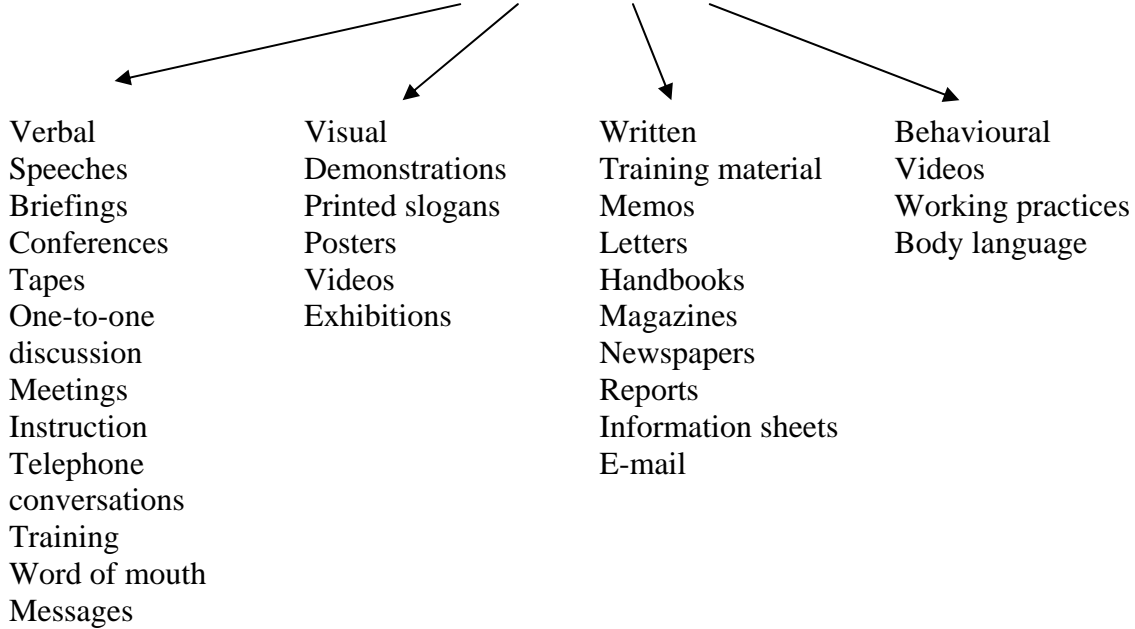 Verbal
Speeches
Briefings
Conferences
Tapes
One-to-one
discussion
Meetings
Instruction
Telephone
conversations
Training
Word of mouth
Messages
Visual
Demonstrations
Printed slogans
Posters
Videos
Exhibitions
Written
Training material
Memos
Letters
Handbooks
Magazines
Newspapers
Reports
Information sheets
E-mail
Behavioural
Videos
Working practices
Body language